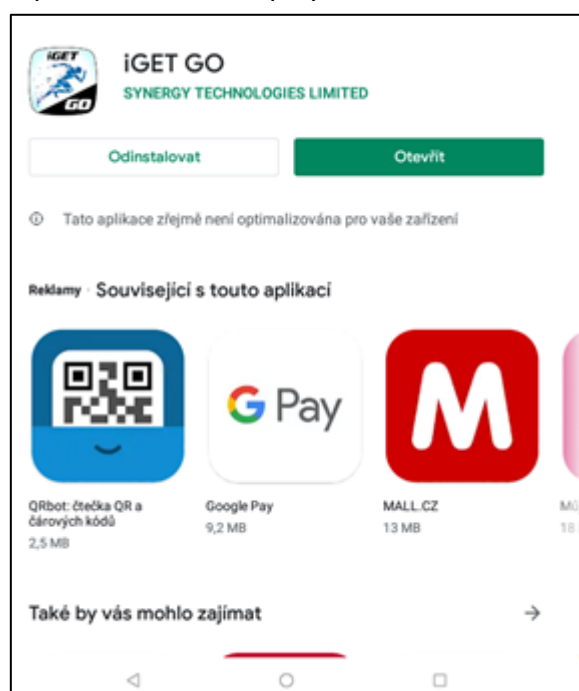 iGET
GO
iGET GO
SYNERGY TECHNOLOGIES LIMITED
Odinstalovat
Otevřít
Tato aplikace zřejmě není optimalizována pro vaše zařízení
Reklamy · Související s touto aplikací
G Pay
M
QRbot: čtečka QR a
čárových kódů
2,5 MB
Google Pay
9,2 MB
MALL.CZ
13 MB
Můj
18
Také by vás mohlo zajímat